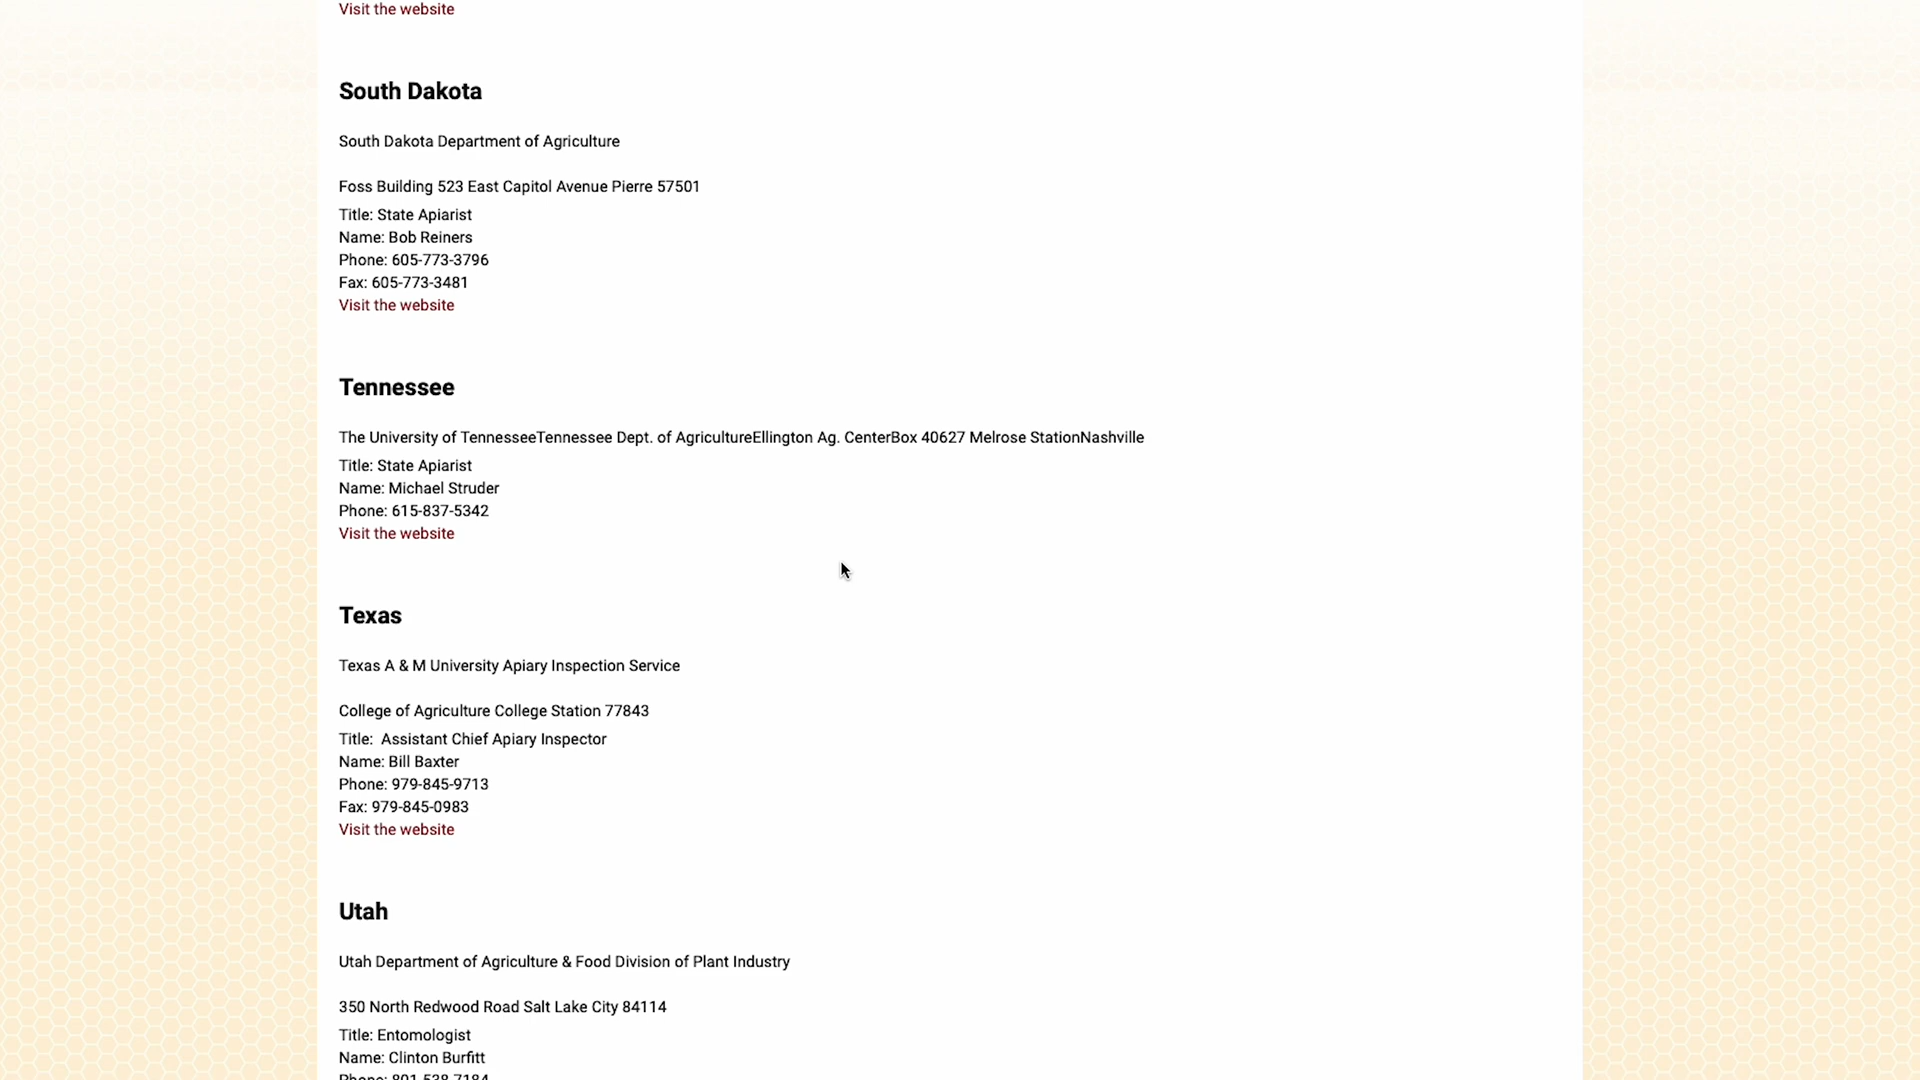 Visit the website
South Dakota
South Dakota Department of Agriculture
Foss Building 523 East Capitol Avenue Pierre 57501
Title: State Apiarist
Name: Bob Reiners
Phone: 605-773-3796
Fax: 605-773-3481
Visit the website
Tennessee
The University of TennesseeTennessee Dept. of AgricultureEllington Ag. CenterBox 40627 Melrose StationNashville
Title: State Apiarist
Name: Michael Struder
Phone: 615-837-5342
Visit the website
Texas
Texas A & M University Apiary Inspection Service
College of Agriculture College Station 77843
Title:  Assistant Chief Apiary Inspector
Name: Bill Baxter
Phone: 979-845-9713
Fax: 979-845-0983
Visit the website
Utah
Utah Department of Agriculture & Food Division of Plant Industry
350 North Redwood Road Salt Lake City 84114
Title: Entomologist
Name: Clinton Burfitt
Phone: 801-538-7184